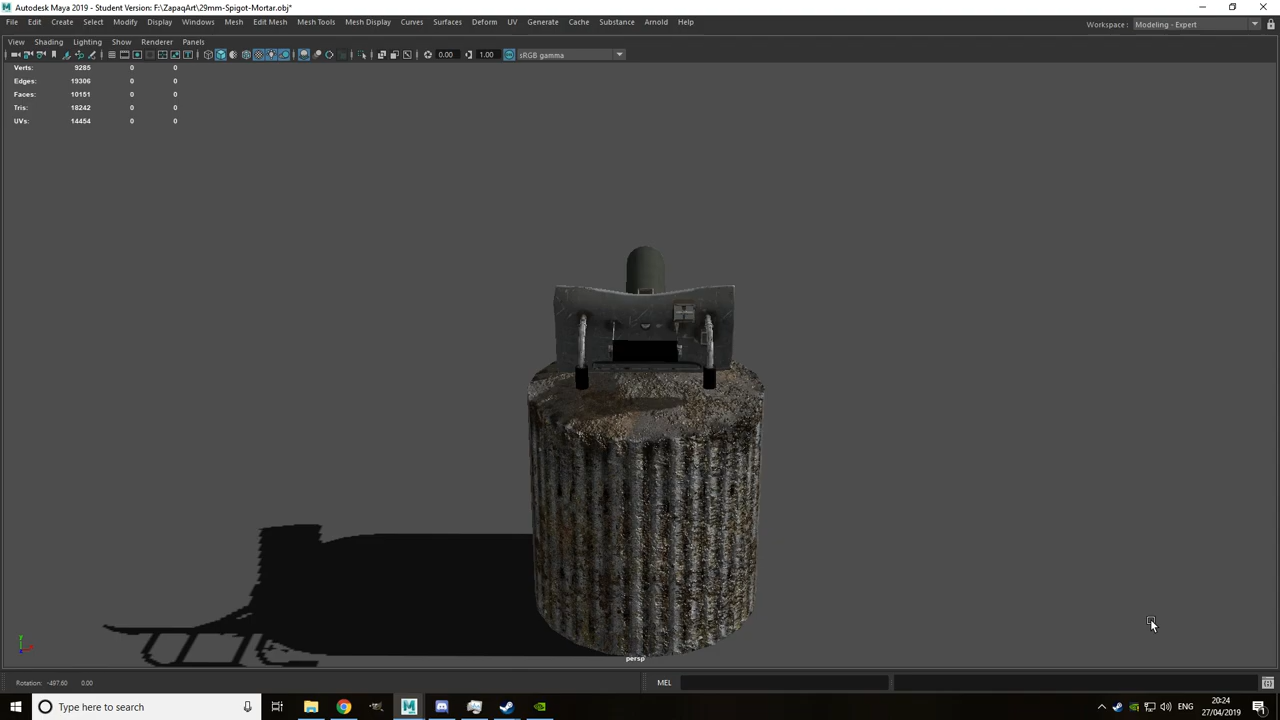 Autodesk Maya 2019 - Student Version: F:\ZapaqArt\29mm-Spigot-Mortar.obj*
File Edit Create Select Modify Display Windows Mesh Edit Mesh Mesh Tools Mesh Display Curves Surfaces Deform UV Generate Cache Substance Arnold Help
Workspace : Modeling - Expert
View Shading Lighting Show Renderer Panels
0.00 1.00 sRGB gamma
Verts: 9285 0 0
Edges: 19306 0 0
Faces: 10151 0 0
Tris: 18242 0 0
UVs: 14454 0 0
persp
Rotation: -497.60 0.00
MEL
Type here to search
ENG
20:24
27/04/2019